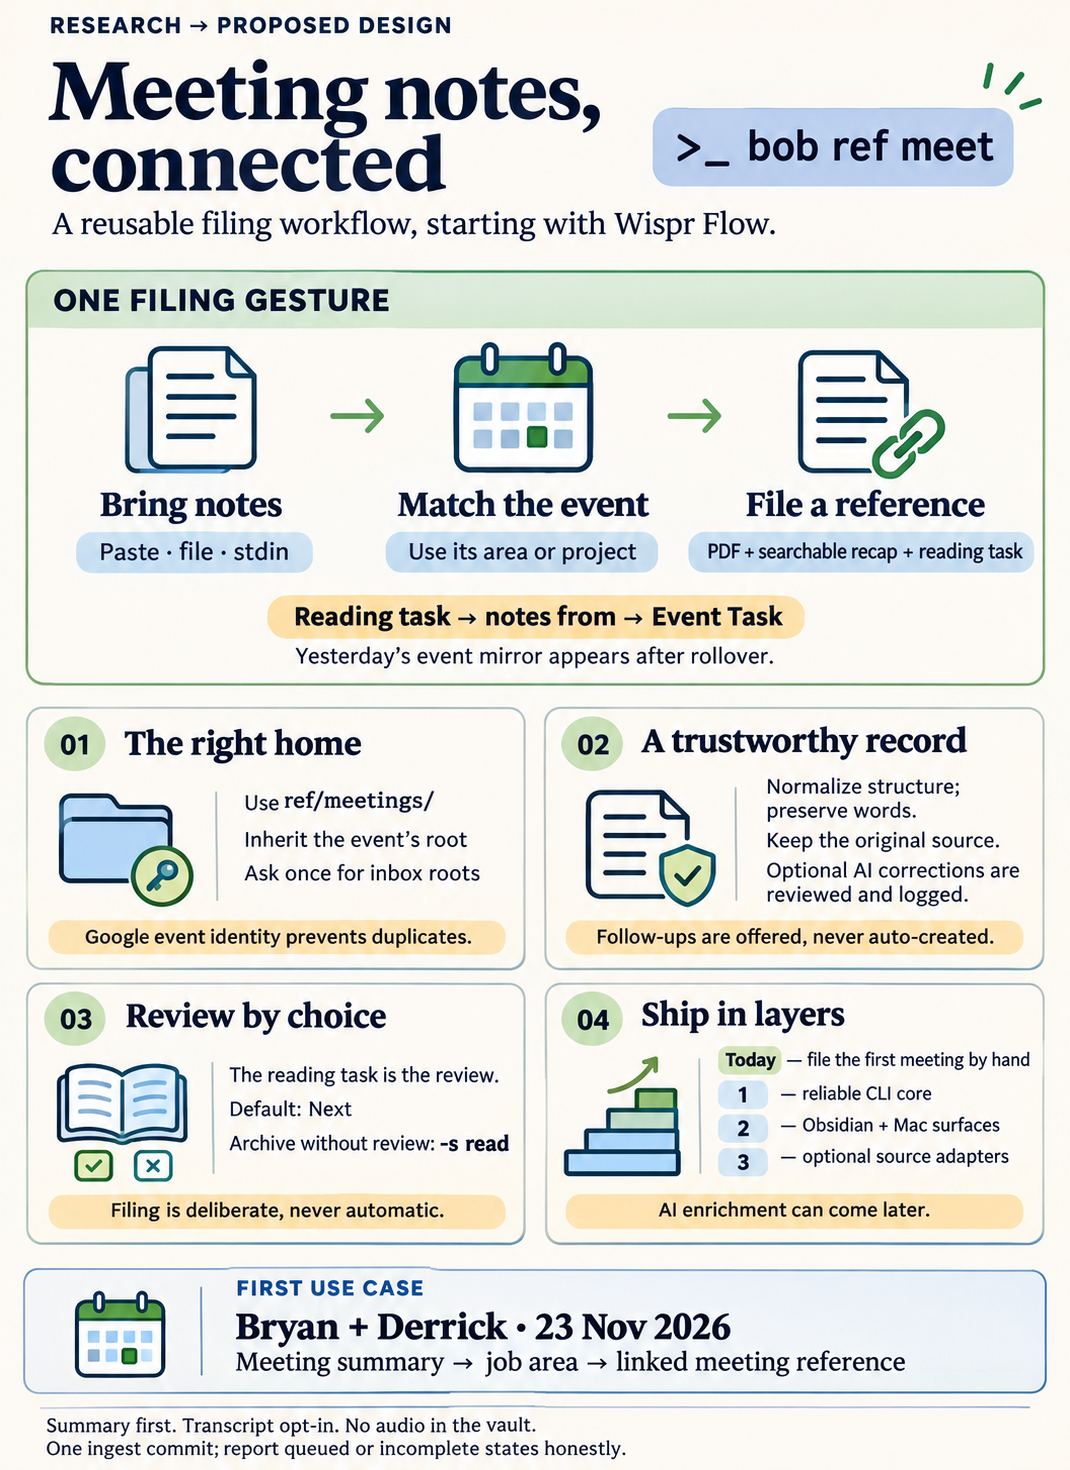 RESEARCH → PROPOSED DESIGN
Meeting notes,
connected
>_ bob ref meet
A reusable filing workflow, starting with Wispr Flow.
ONE FILING GESTURE
Bring notes
Paste · file · stdin
Match the event
Use its area or project
File a reference
PDF + searchable recap + reading task
Reading task → notes from → Event Task
Yesterday's event mirror appears after rollover.
01 The right home
Use ref/meetings/
Inherit the event's root
Ask once for inbox roots
Google event identity prevents duplicates.
02 A trustworthy record
Normalize structure;
preserve words.
Keep the original source.
Optional AI corrections are
reviewed and logged.
Follow-ups are offered, never auto-created.
03 Review by choice
The reading task is the review.
Default: Next
Archive without review: -s read
Filing is deliberate, never automatic.
04 Ship in layers
Today — file the first meeting by hand
1 — reliable CLI core
2 — Obsidian + Mac surfaces
3 — optional source adapters
AI enrichment can come later.
FIRST USE CASE
Bryan + Derrick • 23 Nov 2026
Meeting summary → job area → linked meeting reference
Summary first. Transcript opt-in. No audio in the vault.
One ingest commit; report queued or incomplete states honestly.